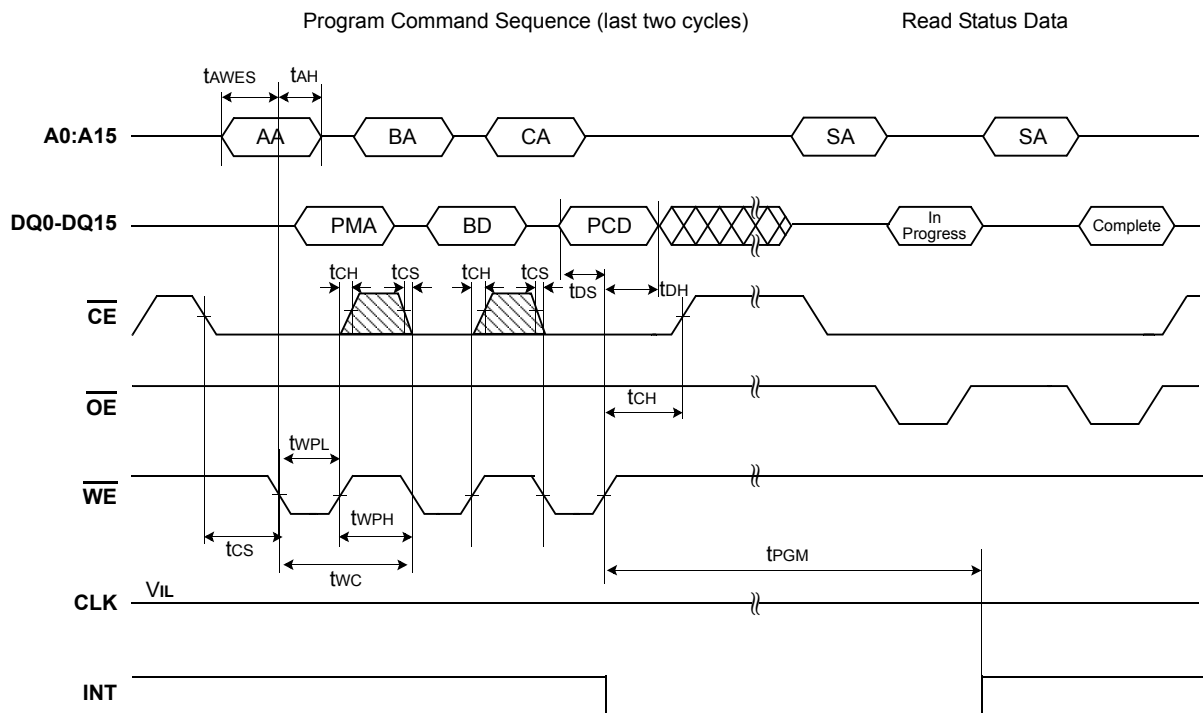 Program Command Sequence (last two cycles) Read Status Data
tAWES tAH
A0:A15 AA BA CA SA SA
DQ0-DQ15 PMA BD PCD In Progress Complete
tCH tCS tCH tCS tDS tDH
CE
OE tCH
tWPL
WE
tWPH
tCS tWC tPGM
CLK VIL
INT